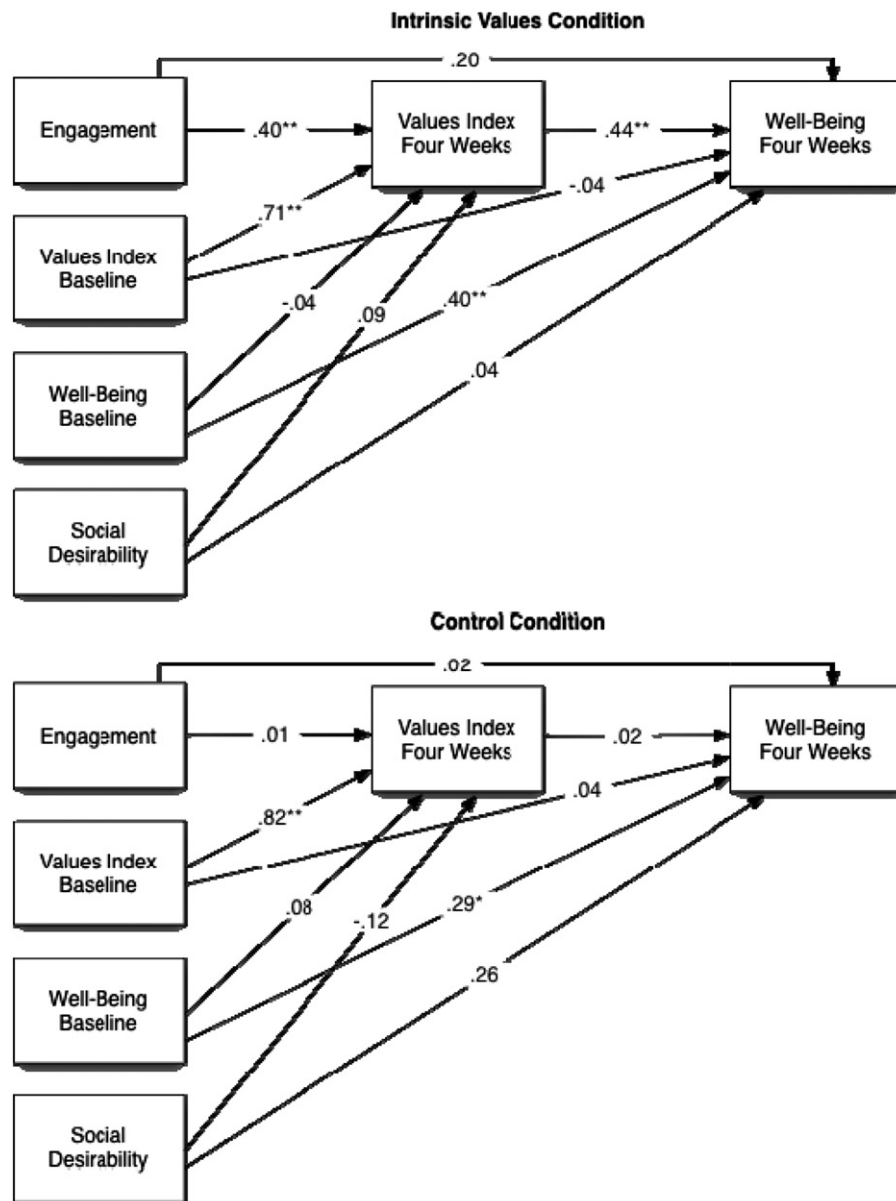 Intrinsic Values Condition
.20
Engagement
.40**
Values Index
Four Weeks
.44**
Well-Being
Four Weeks
-.04
.71**
Values Index
Baseline
-.04
.09
.40**
Well-Being
Baseline
.04
Social
Desirability
Control Condition
.02
Engagement
.01
Values Index
Four Weeks
.02
Well-Being
Four Weeks
.04
.82**
Values Index
Baseline
.08
-.12
.29*
Well-Being
Baseline
.26
Social
Desirability